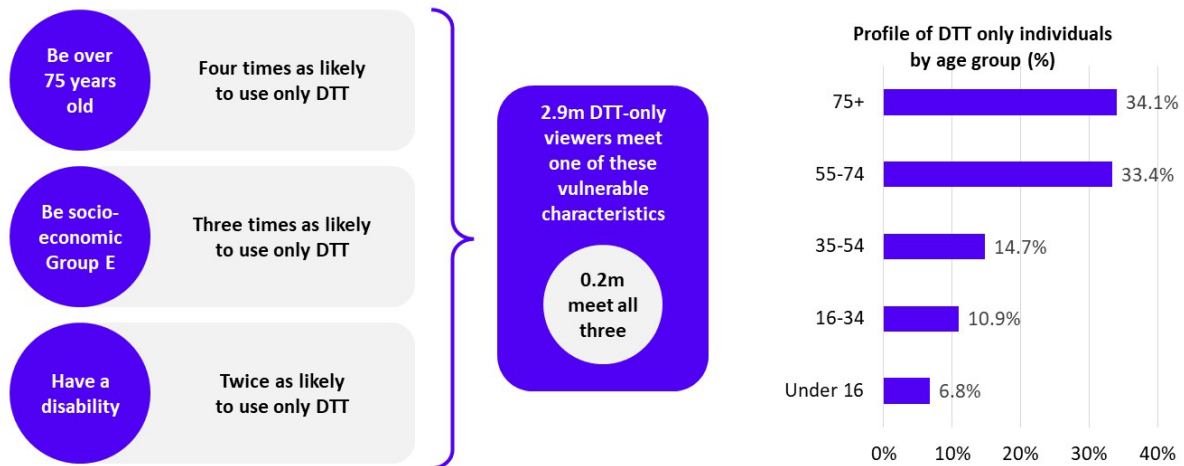 Be over
75 years
old
Four times as likely
to use only DTT
Be socio-
economic
Group E
Three times as likely
to use only DTT
Have a
disability
Twice as likely
to use only DTT
2.9m DTT-only
viewers meet
one of these
vulnerable
characteristics
0.2m
meet all
three
Profile of DTT only individuals
by age group (%)
75+ 34.1%
55-74 33.4%
35-54 14.7%
16-34 10.9%
Under 16 6.8%
0% 10% 20% 30% 40%